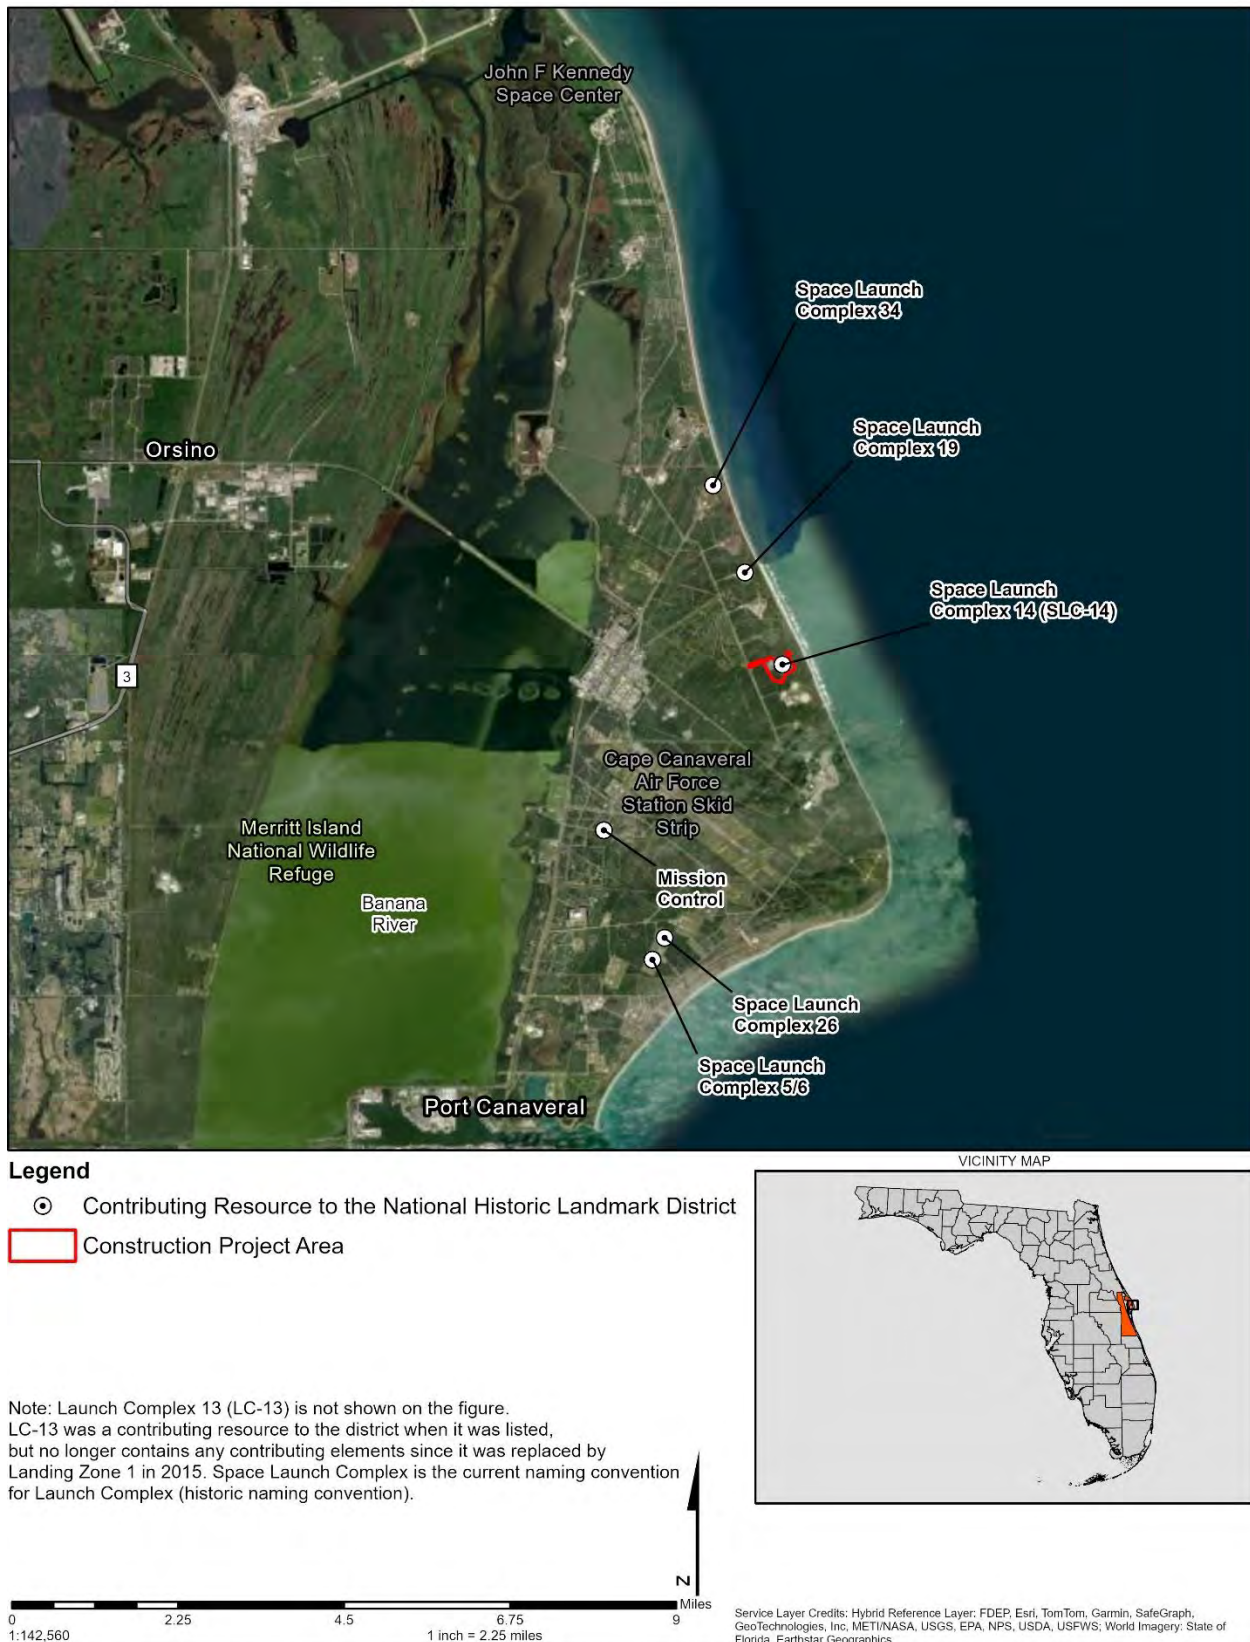 John F Kennedy
Space Center
Space Launch
Complex 34
Space Launch
Complex 19
Orsino
Space Launch
Complex 14 (SLC-14)
3
Cape Canaveral
Air Force
Station Skid
Strip
Merritt Island
National Wildlife
Refuge
Mission
Control
Banana
River
Space Launch
Complex 26
Space Launch
Complex 5/6
Port Canaveral
Legend
Contributing Resource to the National Historic Landmark District
Construction Project Area
VICINITY MAP
Note: Launch Complex 13 (LC-13) is not shown on the figure.
LC-13 was a contributing resource to the district when it was listed,
but no longer contains any contributing elements since it was replaced by
Landing Zone 1 in 2015. Space Launch Complex is the current naming convention
for Launch Complex (historic naming convention).
N
Miles
0 2.25 4.5 6.75 9
1:142,560 1 inch = 2.25 miles
Service Layer Credits: Hybrid Reference Layer: FDEP, Esri, TomTom, Garmin, SafeGraph,
GeoTechnologies, Inc, METI/NASA, USGS, EPA, NPS, USDA, USFWS; World Imagery: State of
Florida, Earthstar Geographics